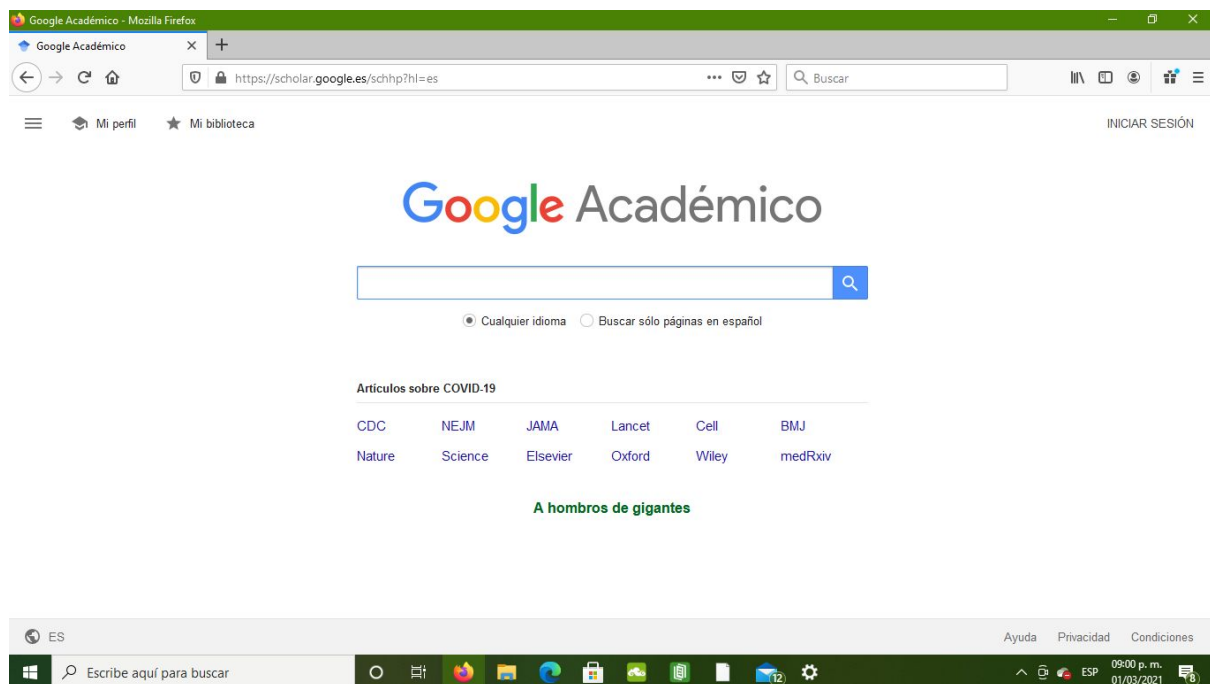 Google Académico - Mozilla Firefox
Google Académico
https://scholar.google.es/schhp?hl=es
Buscar
Mi perfil Mi biblioteca INICIAR SESIÓN
Google Académico
Cualquier idioma Buscar sólo páginas en español
Artículos sobre COVID-19
CDC NEJM JAMA Lancet Cell BMJ
Nature Science Elsevier Oxford Wiley medRxiv
A hombros de gigantes
ES Ayuda Privacidad Condiciones
Escribe aquí para buscar 12 ESP 09:00 p. m.
01/03/2021 8